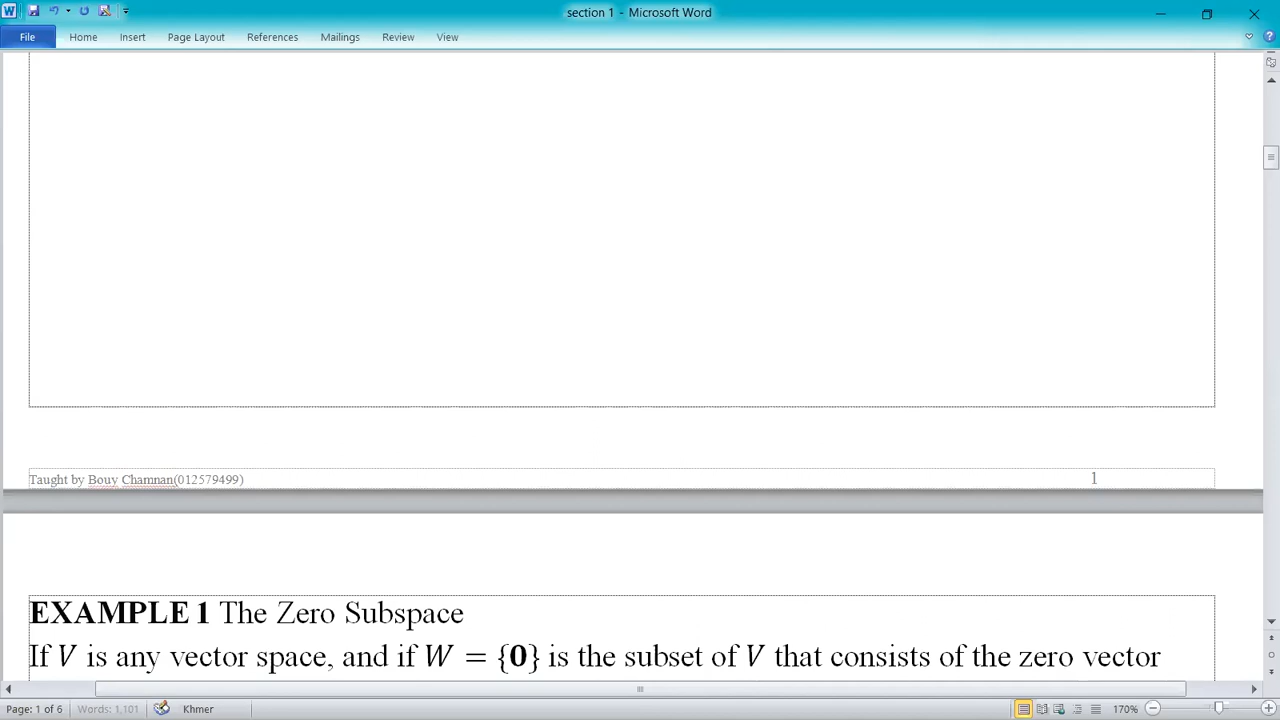 section 1 - Microsoft Word
File Home Insert Page Layout References Mailings Review View
Taught by Bouy Chamnan(012579499) 1
EXAMPLE 1 The Zero Subspace
If V is any vector space, and if W = {0} is the subset of V that consists of the zero vector
Page: 1 of 6 Words: 1,101 Khmer 170%